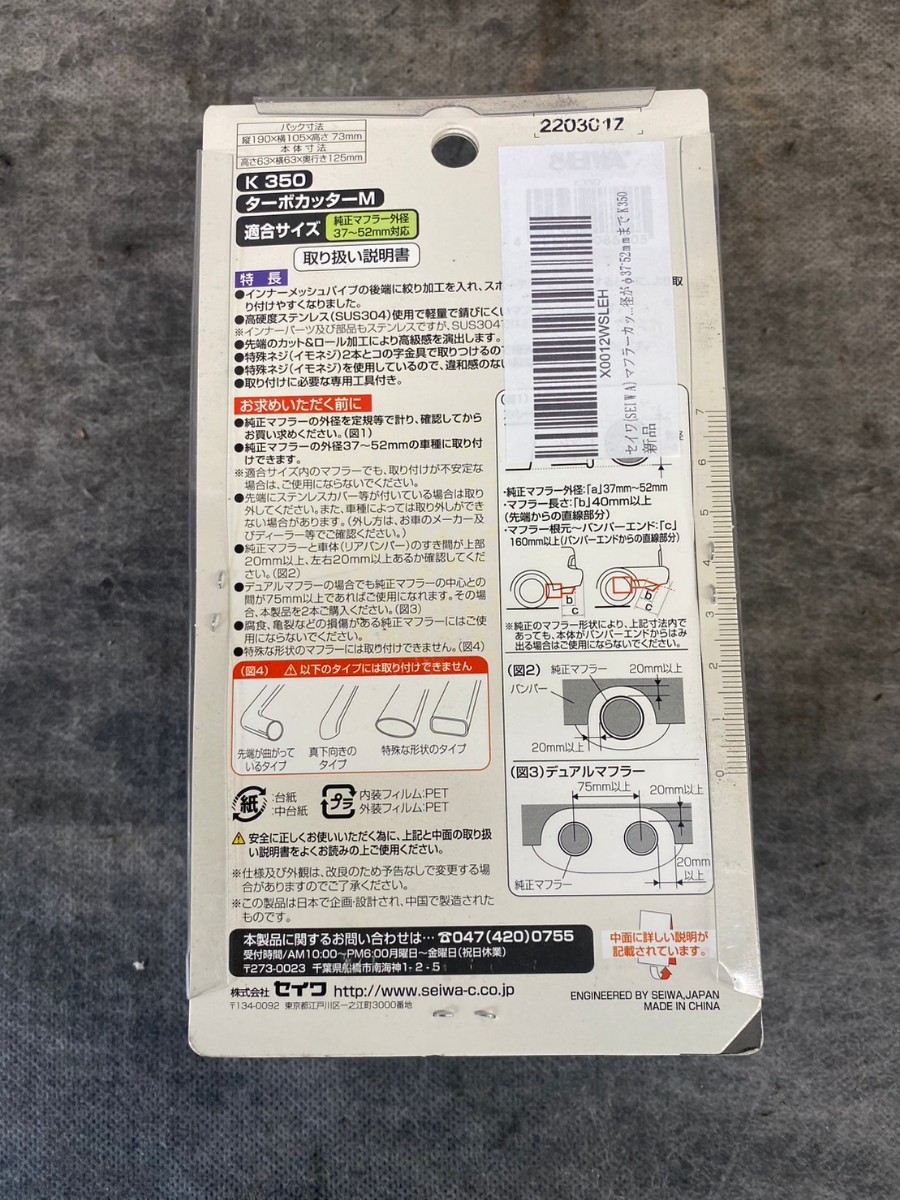 パック寸法
縦190×横105×高さ 73mm
本体寸法
高さ63×横63×奥行き125mm
2203017
K 350
ターボカッターM
適合サイズ
純正マフラー外径
37〜52mm対応
取り扱い説明書
X0012WSLEH
セイワ(SEIWA) マフラーカッ...径がφ37~52mmまで K350
新品
特長
●インナーメッシュパイプの後端に絞り加工を入れ、スポ
取
り付けやすくなりました。
●高硬度ステンレス(SUS304)使用で軽量で錆びにくい
※インナーパーツ及び部品もステンレスですが、SUS304
●先端のカット&ロール加工により高級感を演出します。
●特殊ネジ(イモネジ)2本とコの字金具で取りつけるので
●特殊ネジ(イモネジ)を使用しているので、違和感のない
●取り付けに必要な専用工具付き。
お求めいただく前に
●純正マフラーの外径を定規等で計り、確認してから
お買い求めください。(図1)
●純正マフラーの外径37〜52mmの車種に取り付
けできます。
※適合サイズ内のマフラーでも、取り付けが不安定な
場合は、ご使用にならないでください。
●先端にステンレスカバー等が付いている場合は取り
外してください。また、車種によっては取り外しができ
ない場合があります。(外し方は、お車のメーカー及
びディーラー等でご確認ください。)
●純正マフラーと車体(リアバンパー)のすき間が上部
20mm以上、左右20mm以上あるか確認してくだ
さい。(図2)
●デュアルマフラーの場合でも純正マフラーの中心との
間が75mm以上であればご使用になれます。その場
合、本製品を2本ご購入ください。(図3)
●腐食、亀裂などの損傷がある純正マフラーにはご使
用にならないでください。
●特殊な形状のマフラーには取り付けできません。(図4)
(図4) ⚠以下のタイプには取り付けできません
先端が曲がって
いるタイプ
真下向きの
タイプ
特殊な形状のタイプ
・純正マフラー外径:「a」37mm〜52mm
・マフラー長さ:「b」40mm以上
(先端からの直線部分)
・マフラー根元〜バンパーエンド:「c」
160mm以上(バンパーエンドからの直線部分)
b
c
b
c
※純正のマフラー形状により、上記寸法内で
あっても、本体がバンパーエンドからはみ
出る場合はご使用にならないでください。
(図2) 純正マフラー 20mm以上
バンパー
20mm以上
(図3)デュアルマフラー
75mm以上
20mm以上
20mm
以上
純正マフラー
7
6
5
4
3
2
0
紙
:台紙
:中台紙
プラ
内装フィルム:PET
外装フィルム:PET
⚠安全に正しくお使いいただく為に、上記と中面の取り扱
い説明書をよくお読みの上ご使用ください。
※仕様及び外観は、改良のため予告なしで変更する場
合がありますのでご了承ください。
※この製品は日本で企画・設計され、中国で製造された
ものです。
本製品に関するお問い合わせは…☎047(420)0755
受付時間/AM10:00〜PM6:00月曜日〜金曜日(祝日休業)
〒273-0023 千葉県船橋市南海神1-2-5
中面に詳しい説明が
記載されています。
株式会社 セイワ http://www.seiwa-c.co.jp
〒134-0092 東京都江戸川区一之江町3000番地
ENGINEERED BY SEIWA,JAPAN
MADE IN CHINA